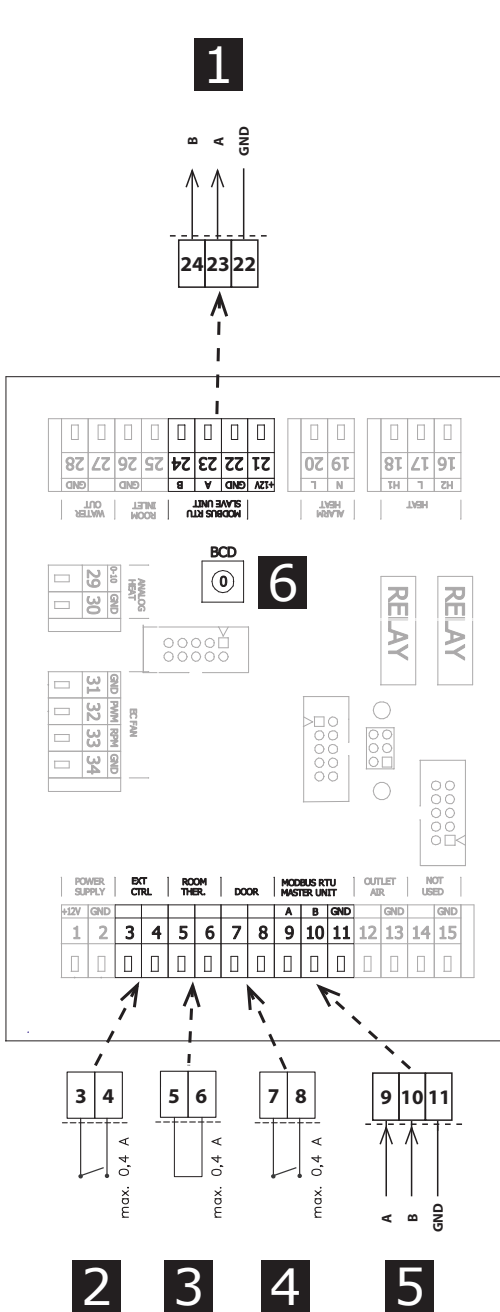 1
B A GND
24 23 22
28 27 26 25 24 23 22 21 20 19 18 17 16
GND GND B A GND +12V L N H1 L H2
WATER OUT
ROOM INLET
MODBUS RTU SLAVE UNIT
ALARM HEAT
HEAT
BCD
0
6
29 0-10
30 GND
ANALOG HEAT
RELAY RELAY
31 GND
32 PWM
33 RPM
34 GND
EC FAN
POWER SUPPLY
EXT CTRL
ROOM THER.
DOOR
MODBUS RTU MASTER UNIT
OUTLET AIR
NOT USED
+12V GND A B GND GND GND
1 2 3 4 5 6 7 8 9 10 11 12 13 14 15
3 4
max. 0,4 A
5 6
max. 0,4 A
7 8
max. 0,4 A
9 10 11
A B GND
2 3 4 5